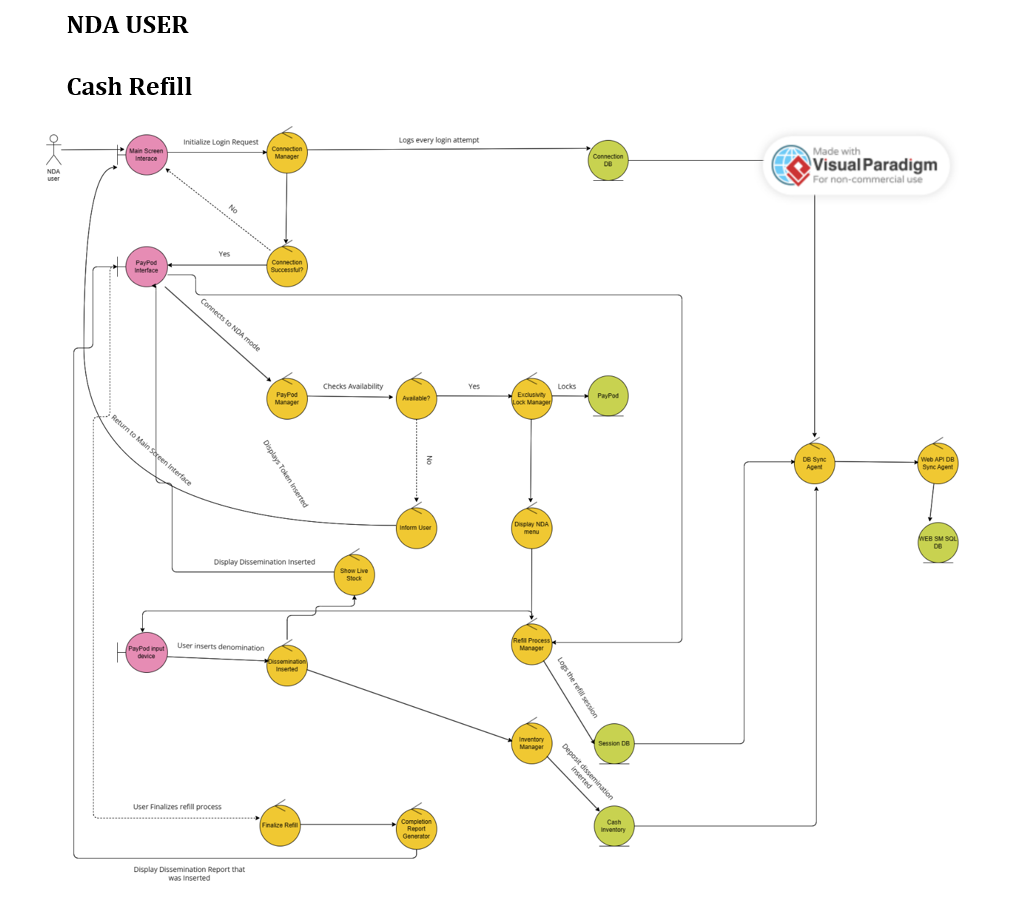 NDA USER
Cash Refill
NDA
user
Main Screen
Interace
Initialize Login Request
Connection
Manager
Logs every login attempt
Connection
DB
Made with
Visual Paradigm
For non-commercial use
No
PayPod
Interface
Yes
Connection
Successful?
Connects to NDA mode
PayPod
Manager
Checks Availability
Available?
Yes
Exclusivity
Lock Manager
Locks
PayPod
Return to Main Screen Interface
Displays Token Inserted
No
DB Sync
Agent
Web API DB
Sync Agent
Inform User
Display NDA
menu
WEB SM SQL
DB
Display Dissemination Inserted
Show Live
Stock
PayPod input
device
User inserts denomination
Dissemination
Inserted
Refill Process
Manager
Logs the refill session
Inventory
Manager
Session DB
Deposit dissemination
inserted
User Finalizes refill process
Finalize Refill
Completion
Report
Generator
Cash
Inventory
Display Dissemination Report that
was Inserted